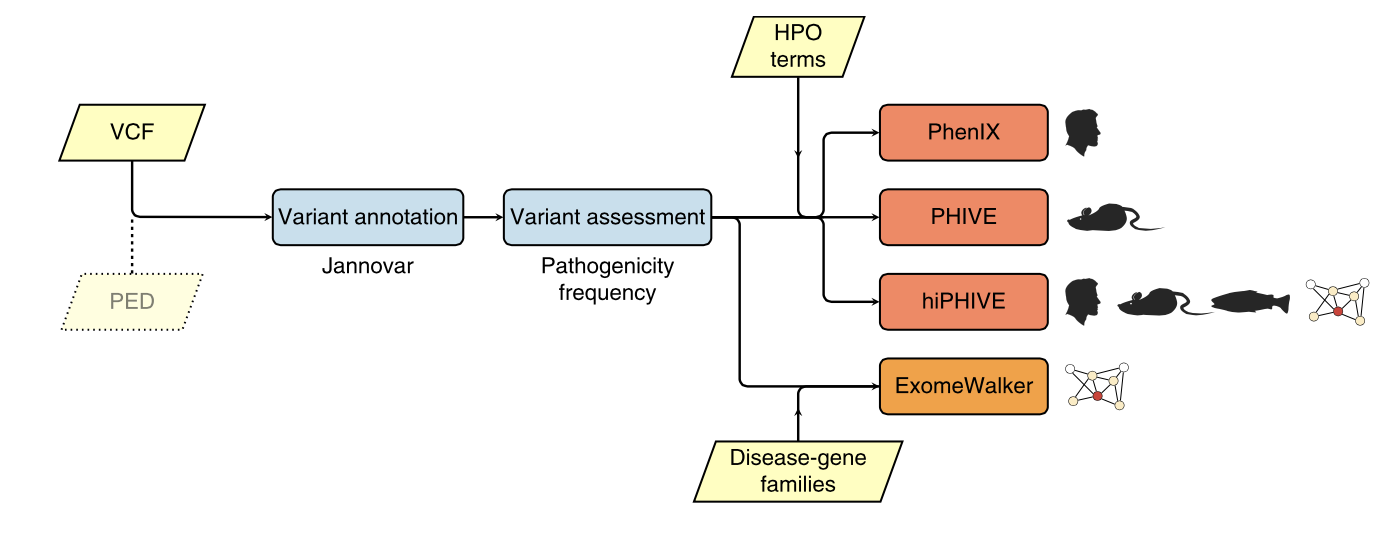 HPO
terms
VCF
PhenIX
Variant annotation
Variant assessment
PHIVE
Jannovar
Pathogenicity
frequency
PED
hiPHIVE
ExomeWalker
Disease-gene
families